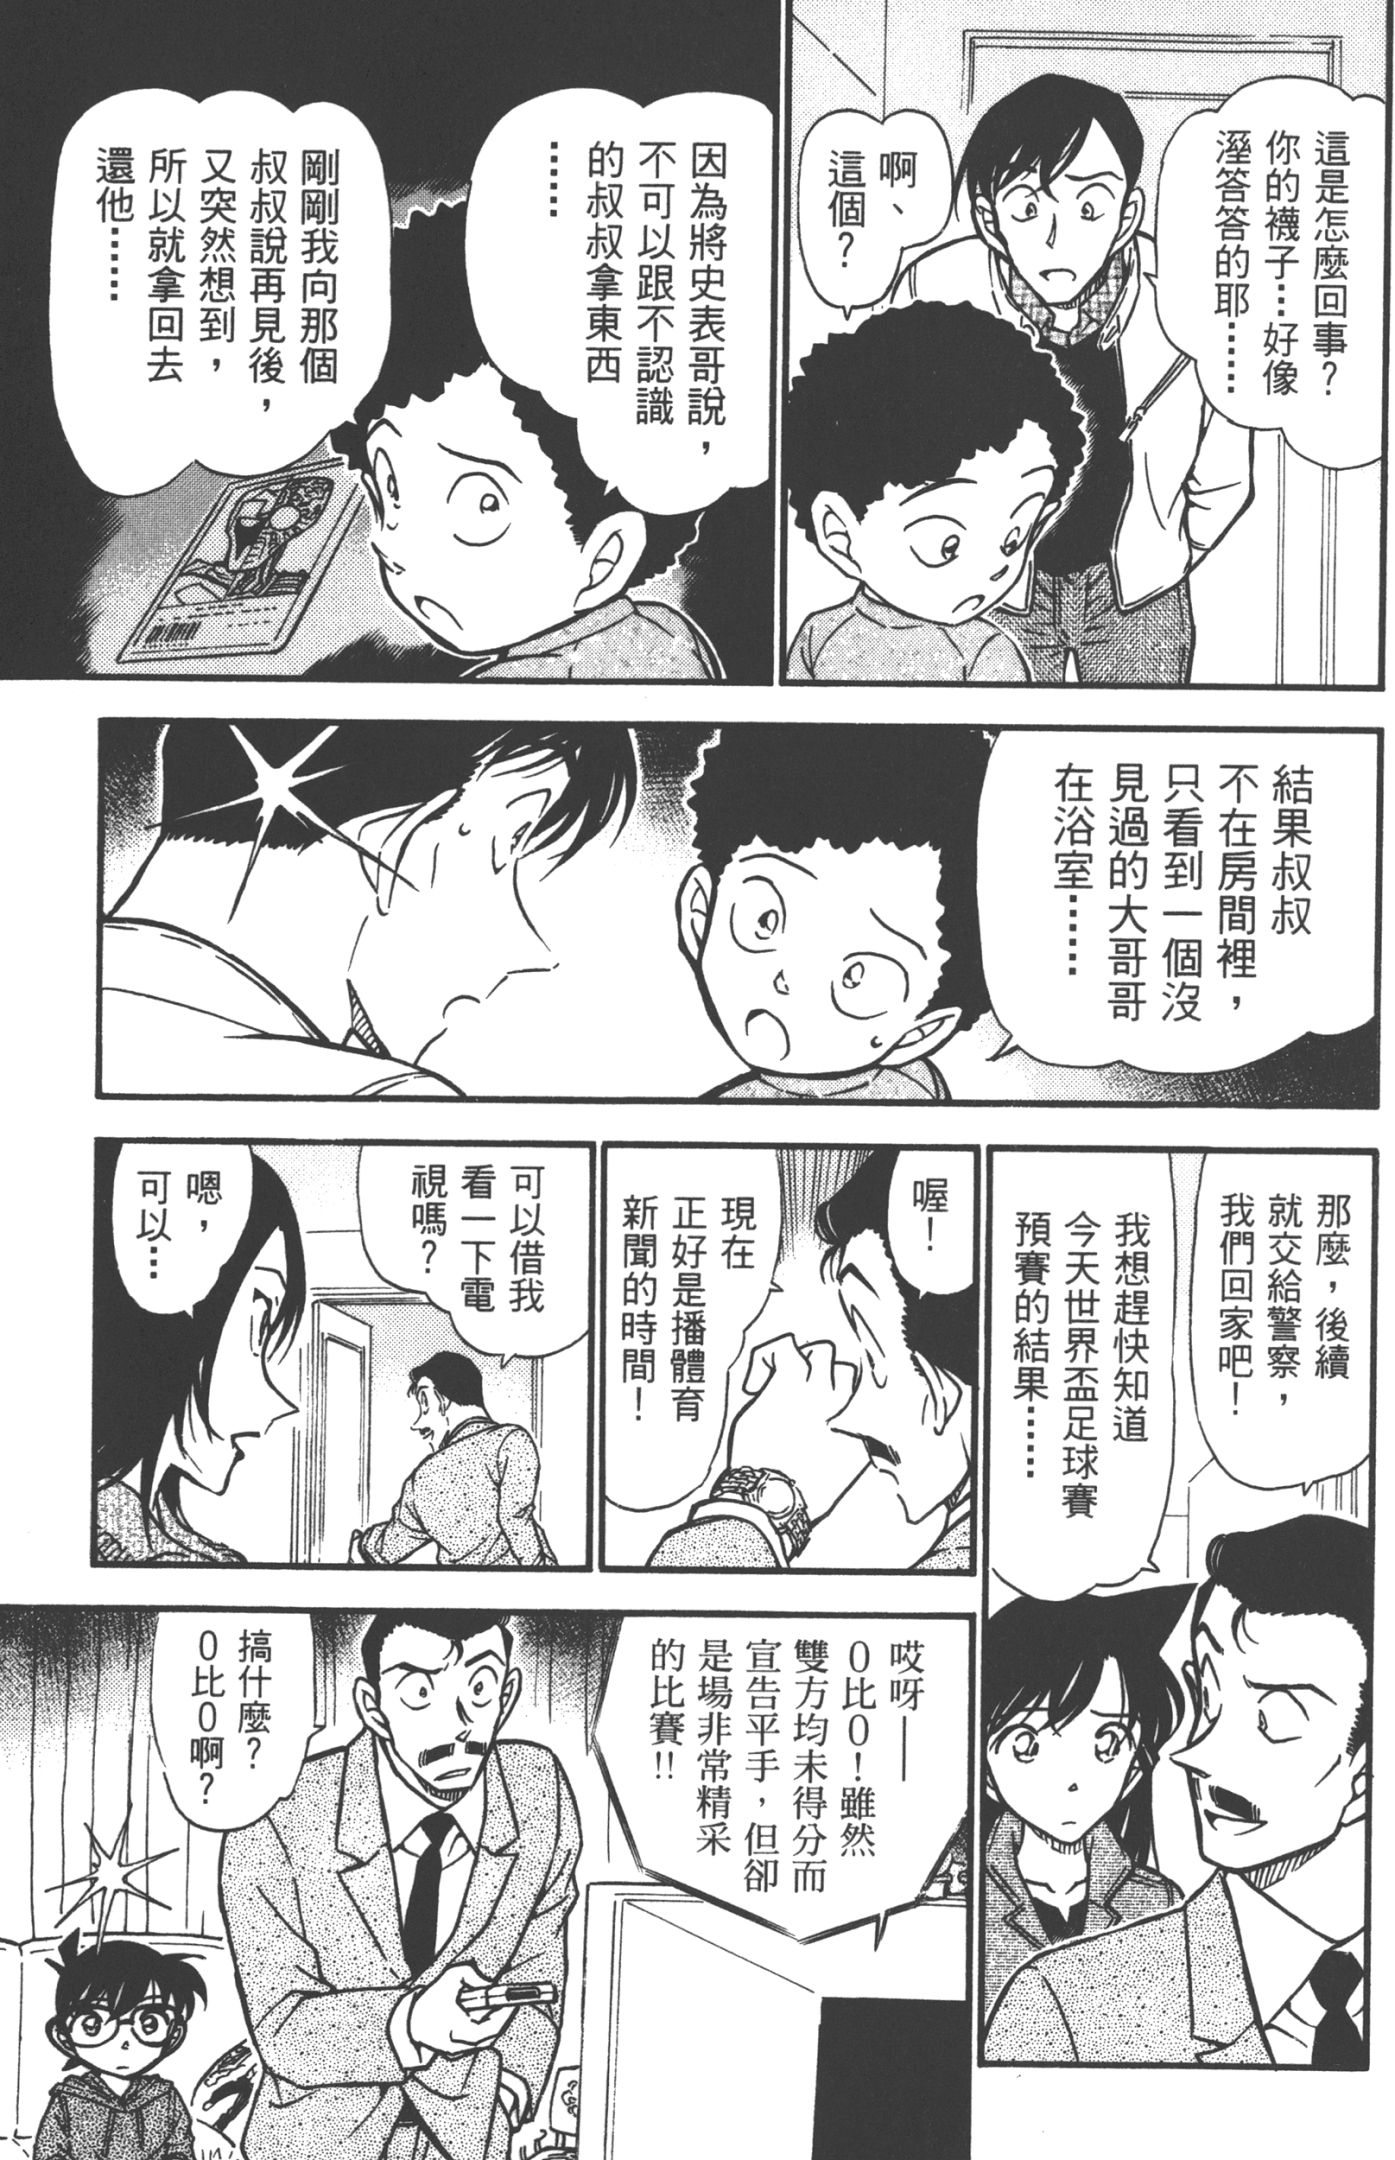 這是怎麼回事?
你的襪子…好像
溼答答的耶……
啊、
這個?
因為將史表哥說，
不可以跟不認識
的叔叔拿東西
……
剛剛我向那個
叔叔說再見後，
又突然想到，
所以就拿回去
還他……
結果叔叔
不在房間裡，
只看到一個沒
見過的大哥哥
在浴室……
那麼，後續
就交給警察，
我們回家吧!
我想趕快知道
今天世界盃足球賽
預賽的結果……
喔!
現在
正好是播體育
新聞的時間!
可以借我
看一下電
視嗎?
嗯，
可以…
哎呀──
0比0!雖然
雙方均未得分而
宣告平手，但卻
是場非常精采
的比賽!!
搞什麼?
0比0啊?